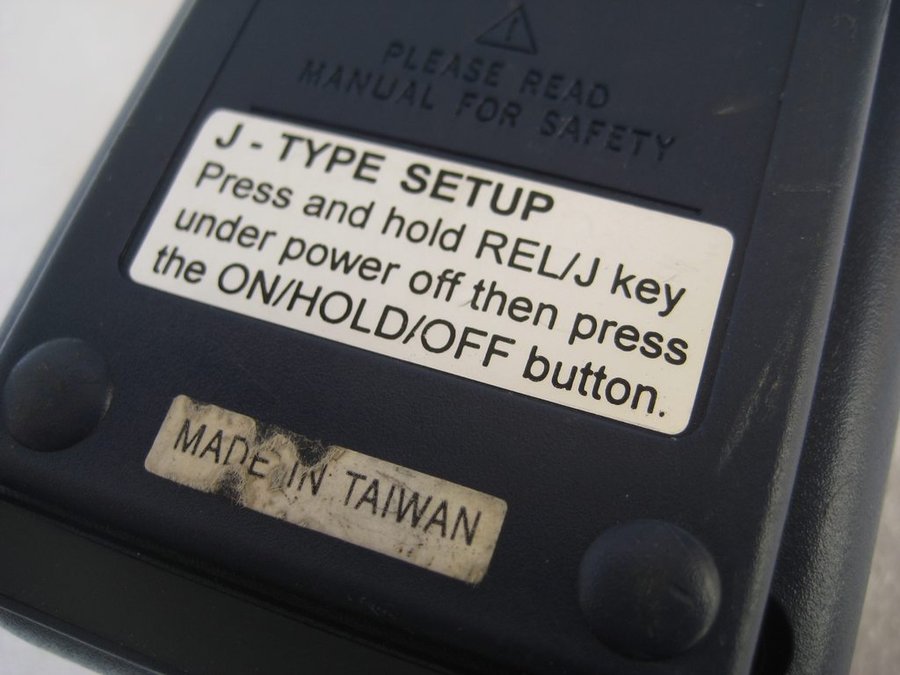 PLEASE READ
MANUAL FOR SAFETY
J - TYPE SETUP
Press and hold REL/J key
under power off then press
the ON/HOLD/OFF button.
MADE IN TAIWAN